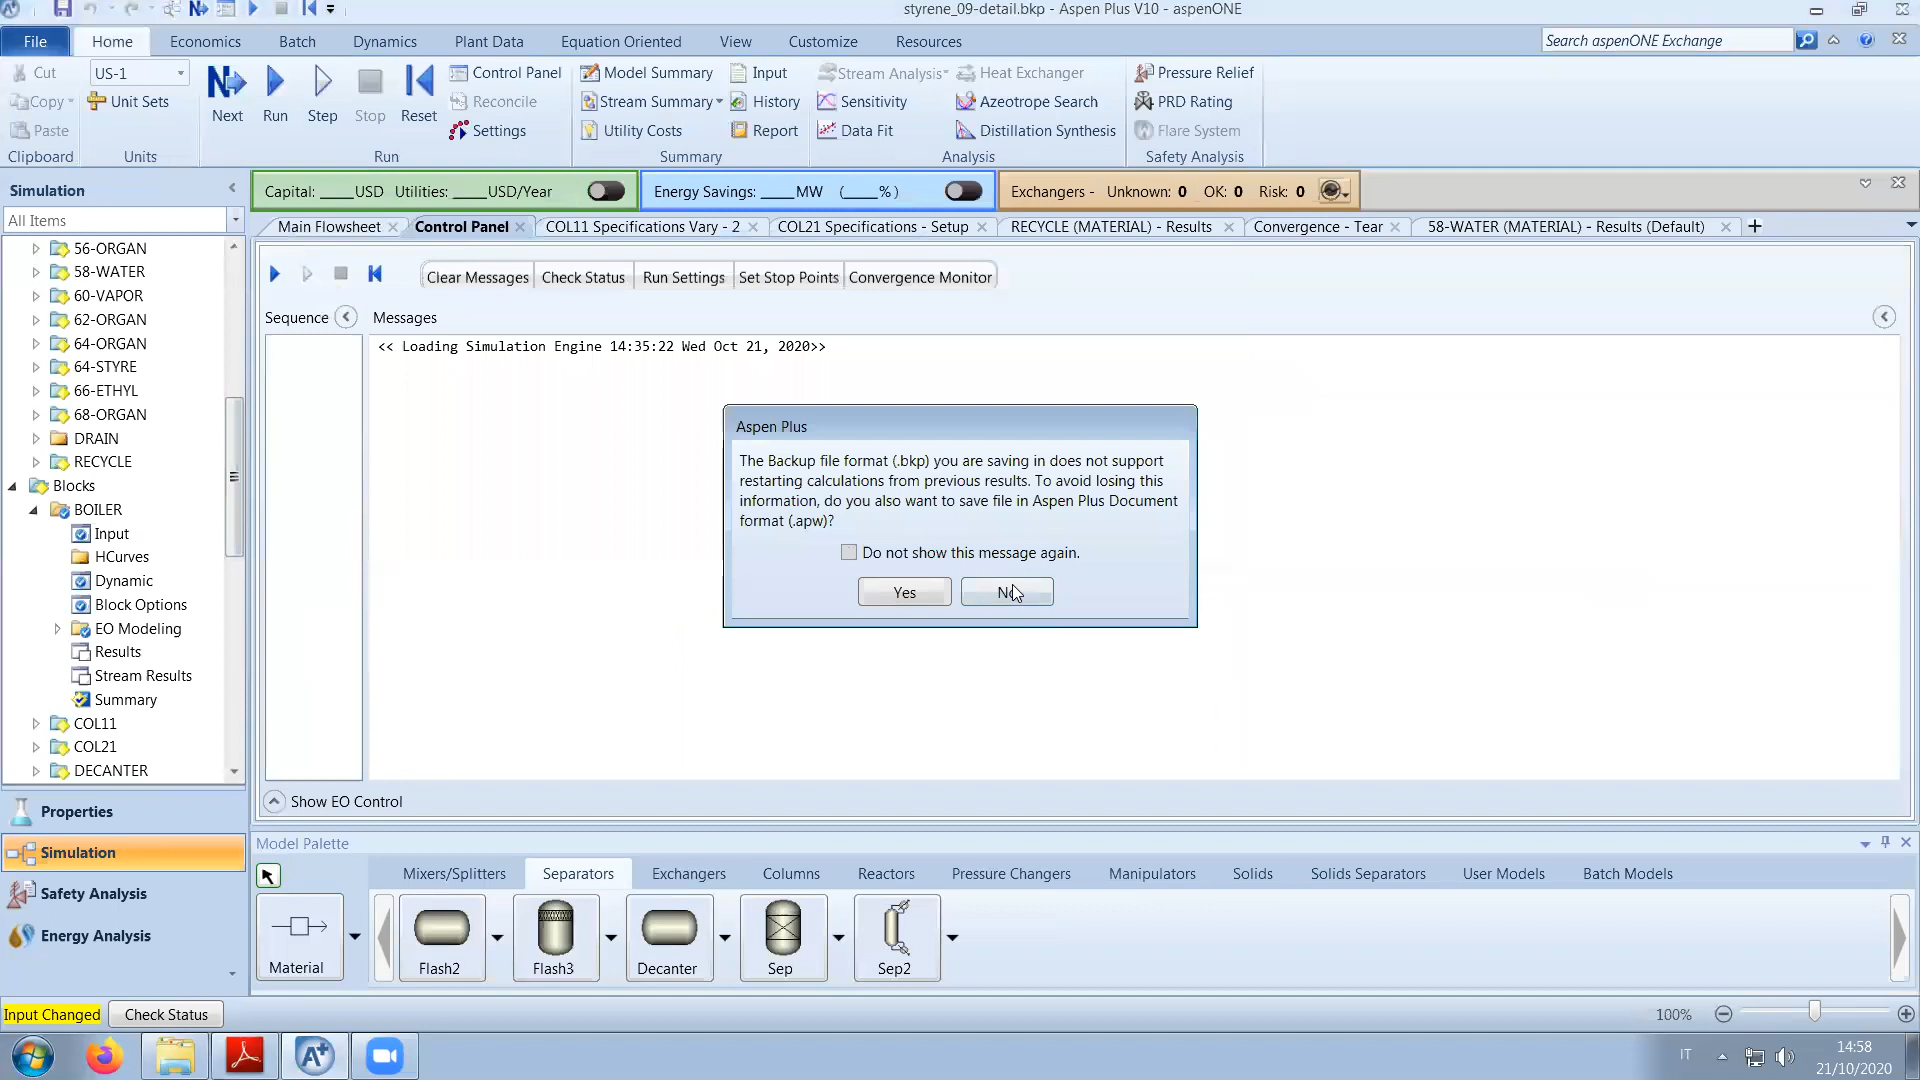 styrene_09-detail.bkp - Aspen Plus V10 - aspenONE
File Home Economics Batch Dynamics Plant Data Equation Oriented View Customize Resources Search aspenONE Exchange
Cut US-1 Control Panel Model Summary Input Stream Analysis Heat Exchanger Pressure Relief
Copy Unit Sets Next Run Step Stop Reset Reconcile Stream Summary History Sensitivity Azeotrope Search PRD Rating
Paste Settings Utility Costs Report Data Fit Distillation Synthesis Flare System
Clipboard Units Run Summary Analysis Safety Analysis
Simulation
Capital: ____USD Utilities: ____USD/Year Energy Savings: ____MW (____%) Exchangers - Unknown: 0 OK: 0 Risk: 0
All Items
Main Flowsheet Control Panel COL11 Specifications Vary - 2 COL21 Specifications - Setup RECYCLE (MATERIAL) - Results Convergence - Tear 58-WATER (MATERIAL) - Results (Default)
56-ORGAN
58-WATER
60-VAPOR
62-ORGAN
64-ORGAN
64-STYRE
66-ETHYL
68-ORGAN
DRAIN
RECYCLE
Blocks
BOILER
Input
HCurves
Dynamic
Block Options
EO Modeling
Results
Stream Results
Summary
COL11
COL21
DECANTER
Clear Messages Check Status Run Settings Set Stop Points Convergence Monitor
Sequence Messages
<< Loading Simulation Engine 14:35:22 Wed Oct 21, 2020>>
Aspen Plus
The Backup file format (.bkp) you are saving in does not support
restarting calculations from previous results. To avoid losing this
information, do you also want to save file in Aspen Plus Document
format (.apw)?
Do not show this message again.
Yes No
Show EO Control
Properties
Simulation
Safety Analysis
Energy Analysis
Model Palette
Mixers/Splitters Separators Exchangers Columns Reactors Pressure Changers Manipulators Solids Solids Separators User Models Batch Models
Material Flash2 Flash3 Decanter Sep Sep2
Input Changed Check Status 100%
IT 14:58
21/10/2020